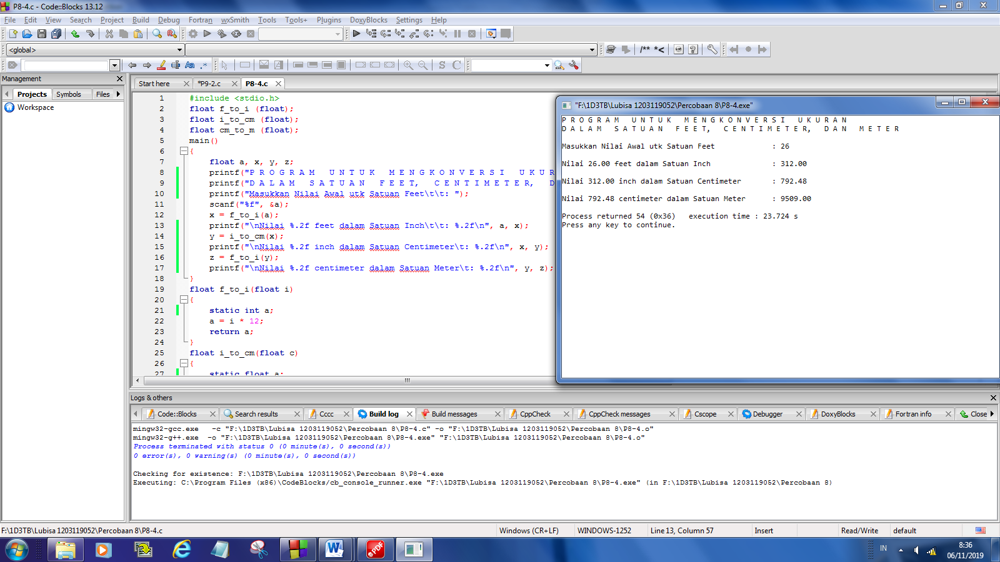 P8-4.c - Code::Blocks 13.12
File Edit View Search Project Build Debug Fortran wxSmith Tools Tools+ Plugins DoxyBlocks Settings Help
<global>
/** *<
Aa .* S C
Management
Projects Symbols Files
Workspace
Start here *P9-2.c P8-4.c
1 #include <stdio.h>
2 float f_to_i (float);
3 float i_to_cm (float);
4 float cm_to_m (float);
5 main()
6 {
7 float a, x, y, z;
8 printf("P R O G R A M   U N T U K   M E N G K O N V E R S I   U K U R
9 printf("D A L A M   S A T U A N   F E E T,   C E N T I M E T E R,   D
10 printf("Masukkan Nilai Awal utk Satuan Feet\t\t: ");
11 scanf("%f", &a);
12 x = f_to_i(a);
13 printf("\nNilai %.2f feet dalam Satuan Inch\t\t: %.2f\n", a, x);
14 y = i_to_cm(x);
15 printf("\nNilai %.2f inch dalam Satuan Centimeter\t: %.2f\n", x, y);
16 z = f_to_i(y);
17 printf("\nNilai %.2f centimeter dalam Satuan Meter\t: %.2f\n", y, z);
18 }
19 float f_to_i(float i)
20 {
21 static int a;
22 a = i * 12;
23 return a;
24 }
25 float i_to_cm(float c)
26 {
27 static float a;
"F:\1D3TB\Lubisa 1203119052\Percobaan 8\P8-4.exe"
P R O G R A M   U N T U K   M E N G K O N V E R S I   U K U R A N
D A L A M   S A T U A N   F E E T,   C E N T I M E T E R,   D A N   M E T E R
Masukkan Nilai Awal utk Satuan Feet : 26
Nilai 26.00 feet dalam Satuan Inch : 312.00
Nilai 312.00 inch dalam Satuan Centimeter : 792.48
Nilai 792.48 centimeter dalam Satuan Meter : 9509.00
Process returned 54 (0x36)   execution time : 23.724 s
Press any key to continue.
Logs & others
Code::Blocks Search results Cccc Build log Build messages CppCheck CppCheck messages Cscope Debugger DoxyBlocks Fortran info Close
mingw32-gcc.exe   -c "F:\1D3TB\Lubisa 1203119052\Percobaan 8\P8-4.c" -o "F:\1D3TB\Lubisa 1203119052\Percobaan 8\P8-4.o"
mingw32-g++.exe  -o "F:\1D3TB\Lubisa 1203119052\Percobaan 8\P8-4.exe" "F:\1D3TB\Lubisa 1203119052\Percobaan 8\P8-4.o"
Process terminated with status 0 (0 minute(s), 0 second(s))
0 error(s), 0 warning(s) (0 minute(s), 0 second(s))
Checking for existence: F:\1D3TB\Lubisa 1203119052\Percobaan 8\P8-4.exe
Executing: C:\Program Files (x86)\CodeBlocks/cb_console_runner.exe "F:\1D3TB\Lubisa 1203119052\Percobaan 8\P8-4.exe" (in F:\1D3TB\Lubisa 1203119052\Percobaan 8)
F:\1D3TB\Lubisa 1203119052\Percobaan 8\P8-4.c Windows (CR+LF) WINDOWS-1252 Line 13, Column 57 Insert Read/Write default
PDF
IN
8:36
06/11/2019